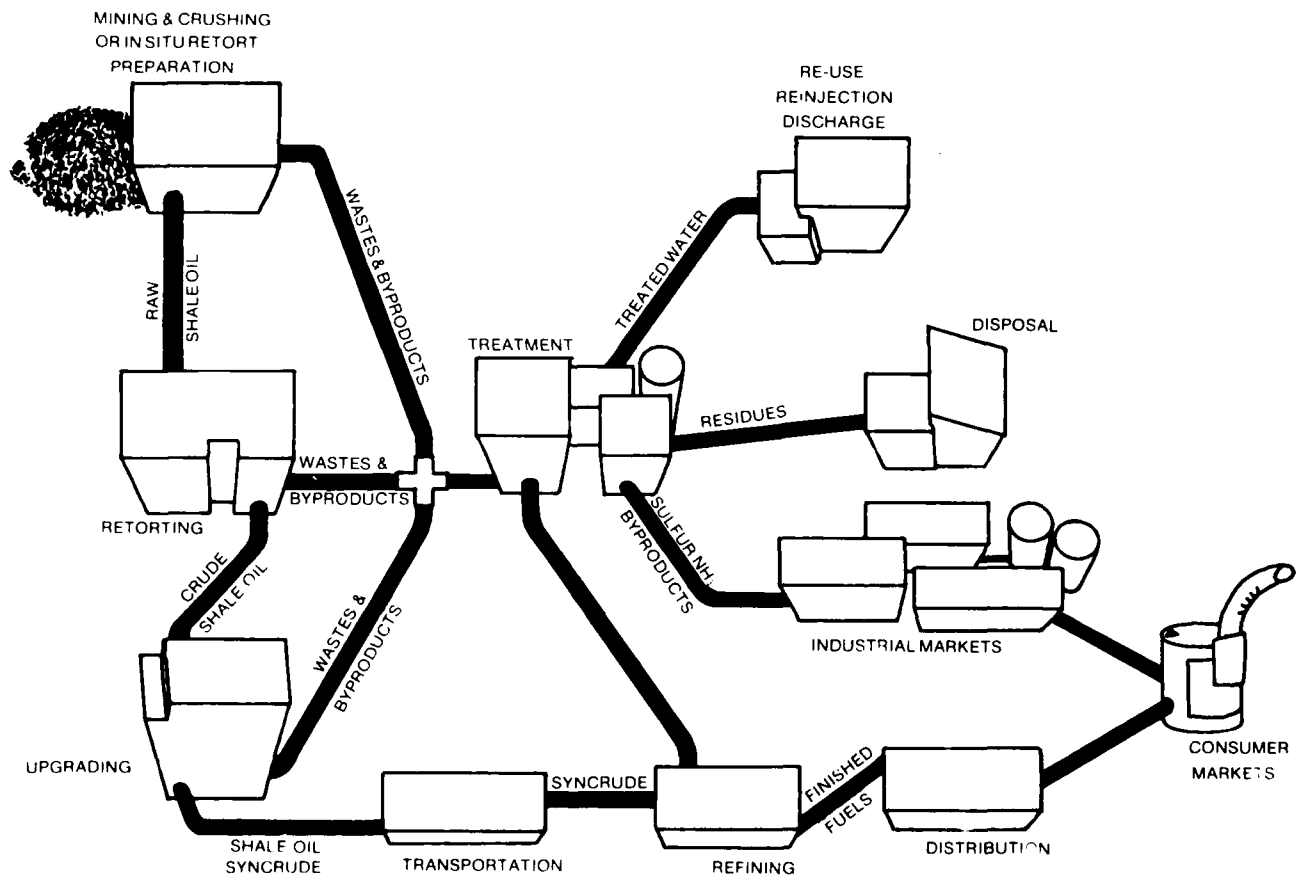 MINING & CRUSHING
OR IN SITU RETORT
PREPARATION
RE-USE
REINJECTION
DISCHARGE
WASTES & BYPRODUCTS
TREATED WATER
RAW
SHALE OIL
DISPOSAL
TREATMENT
RESIDUES
WASTES &
BYPRODUCTS
RETORTING
SULFUR NH3
BYPRODUCTS
CRUDE
SHALE OIL
WASTES &
BYPRODUCTS
INDUSTRIAL MARKETS
UPGRADING
CONSUMER
MARKETS
SYNCRUDE
FINISHED
FUELS
SHALE OIL
SYNCRUDE
TRANSPORTATION
REFINING
DISTRIBUTION